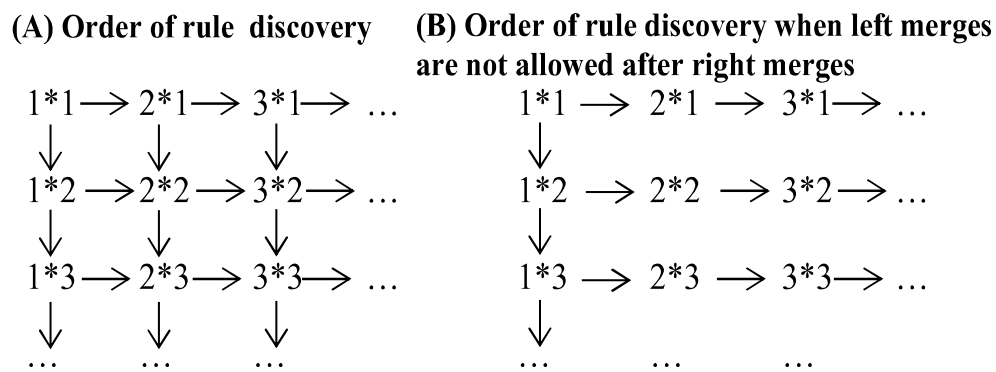 (A) Order of rule discovery
1*1 → 2*1 → 3*1 → ...
1*2 → 2*2 → 3*2 → ...
1*3 → 2*3 → 3*3 → ...
... ... ...
(B) Order of rule discovery when left merges
are not allowed after right merges
1*1 → 2*1 → 3*1 → ...
1*2 → 2*2 → 3*2 → ...
1*3 → 2*3 → 3*3 → ...
... ... ...